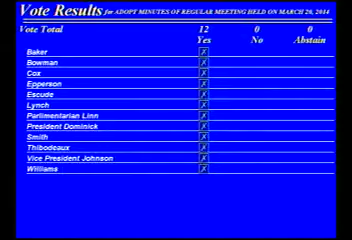 Vote Results for ADOPT MINUTES OF REGULAR MEETING HELD ON MARCH 20, 2014
Vote Total 12 0 0
Yes No Abstain
Baker
Bowman
Cox
Epperson
Escude
Lynch
Parlimentarian Linn
President Dominick
Smith
Thibodeaux
Vice President Johnson
Williams